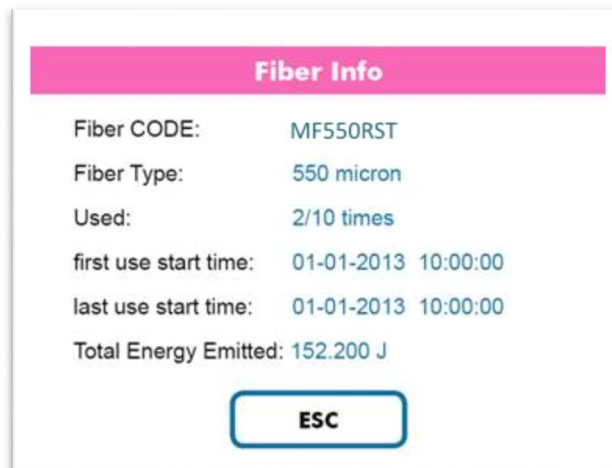 Fiber Info
Fiber CODE: MF550RST
Fiber Type: 550 micron
Used: 2/10 times
first use start time: 01-01-2013 10:00:00
last use start time: 01-01-2013 10:00:00
Total Energy Emitted: 152.200 J
ESC